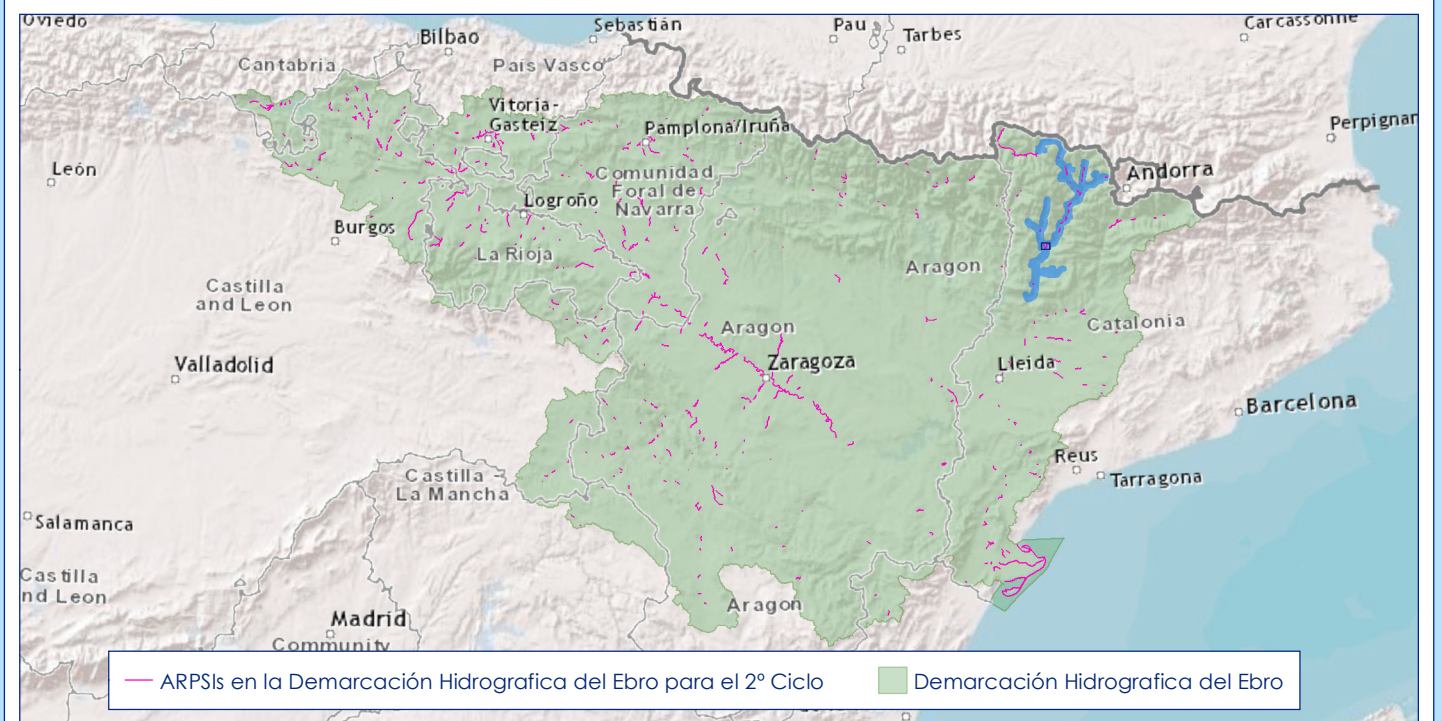 Oviedo
Sebastián
Pau
Tarbes
Carcassonne
Bilbao
Cantabria
País Vasco
Vitoria-
Gasteiz
Pamplona/Iruña
Perpignan
León
Comunidad
Foral de
Navarra
Andorra
Logroño
Burgos
La Rioja
Aragon
Castilla
and Leon
Aragon
Catalonia
Valladolid
Zaragoza
Lleida
Barcelona
Reus
Castilla
La Mancha
Tarragona
Salamanca
Castilla
nd Leon
Aragon
Madrid
Community
ARPSIs en la Demarcación Hidrografica del Ebro para el 2º Ciclo
Demarcación Hidrografica del Ebro